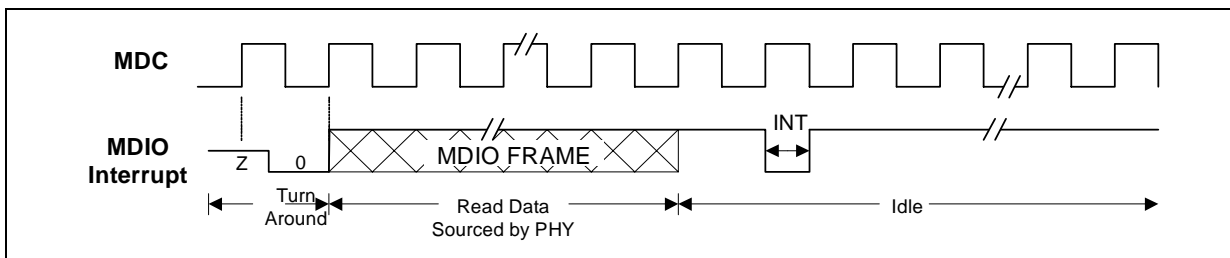 MDC
INT
MDIO
Interrupt
Z
0
MDIO FRAME
Turn
Around
Read Data
Sourced by PHY
Idle